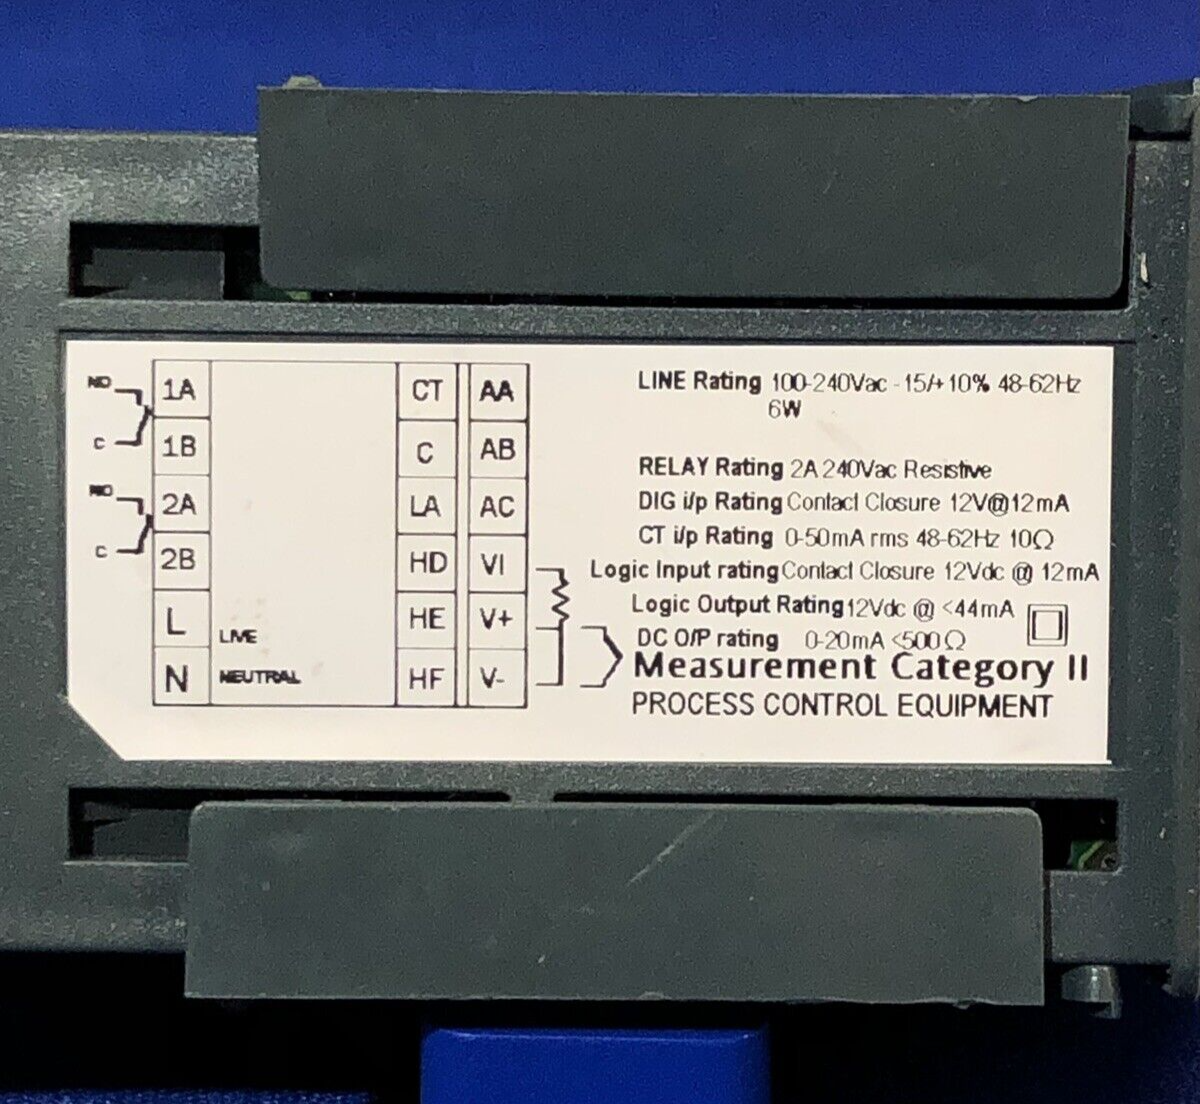 NO
1A
C
1B
NO
2A
C
2B
L LIVE
N NEUTRAL
CT AA
C AB
LA AC
HD VI
HE V+
HF V-
LINE Rating 100-240Vac -15/+10% 48-62Hz
6W
RELAY Rating 2A 240Vac Resistive
DIG i/p Rating Contact Closure 12V@12mA
CT i/p Rating 0-50mA rms 48-62Hz 10Ω
Logic Input rating Contact Closure 12Vdc @ 12mA
Logic Output Rating 12Vdc @ <44mA
DC O/P rating 0-20mA <500Ω
Measurement Category II
PROCESS CONTROL EQUIPMENT